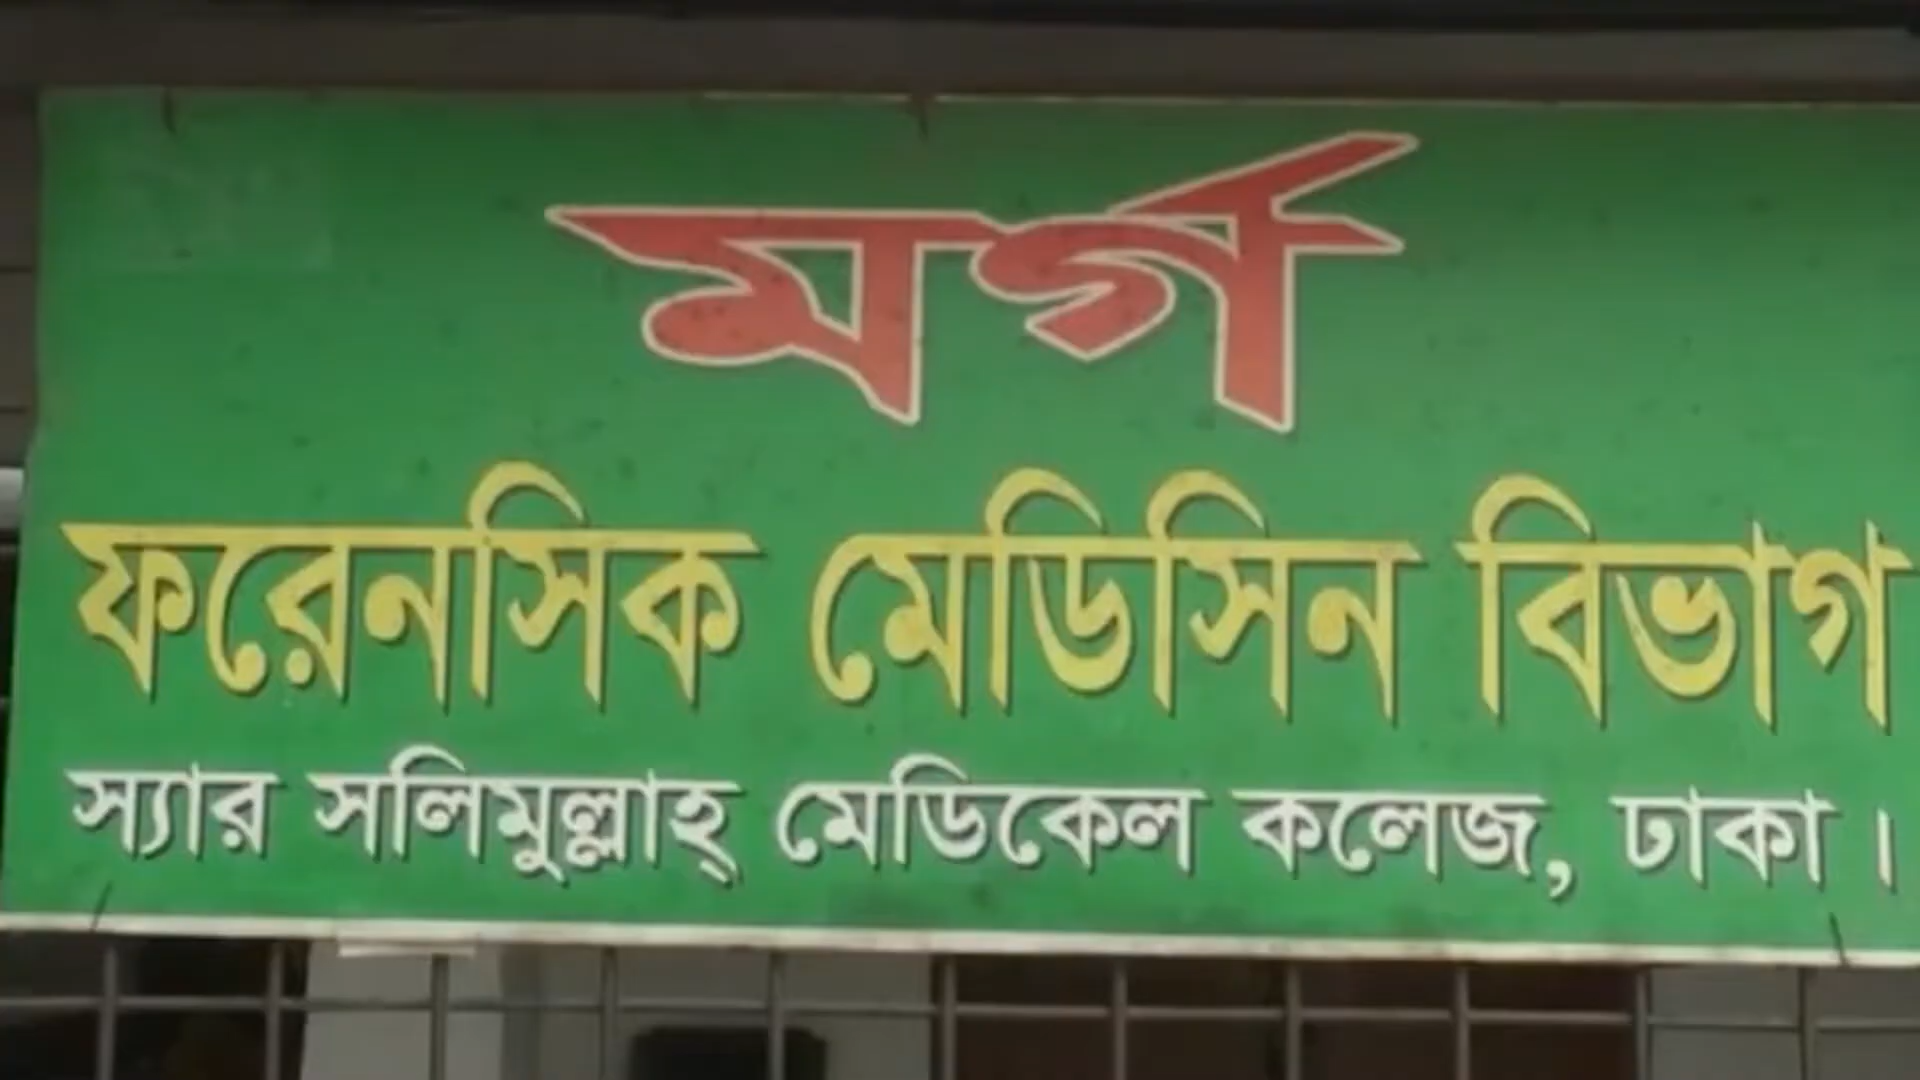 মর্গ
ফরেনসিক মেডিসিন বিভাগ
স্যার সলিমুল্লাহ্ মেডিকেল কলেজ, ঢাকা।